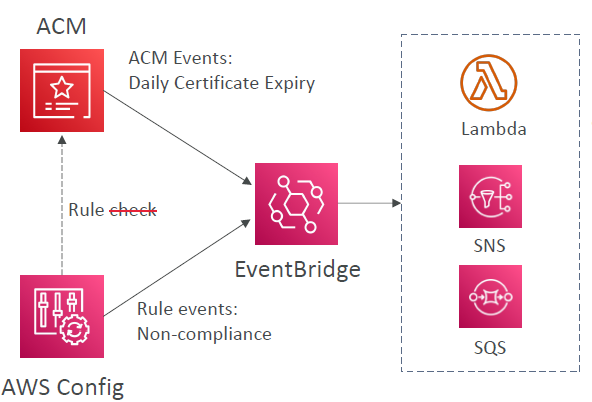 ACM
ACM Events:
Daily Certificate Expiry
Lambda
Rule check
SNS
EventBridge
Rule events:
Non-compliance
SQS
AWS Config